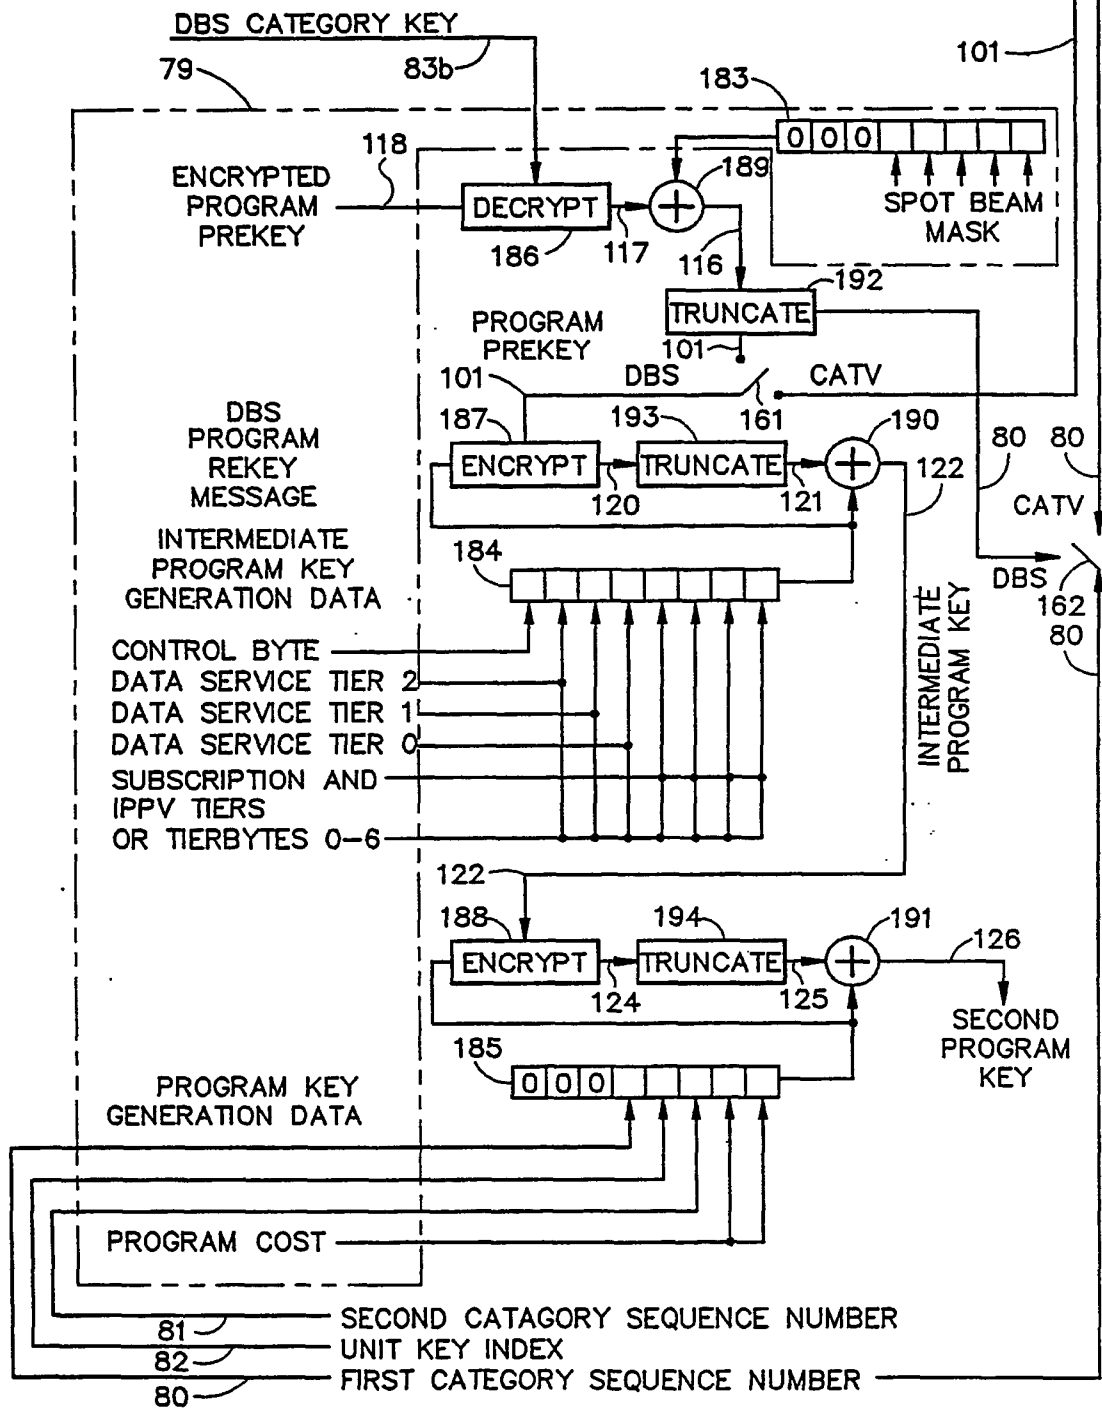 DBS CATEGORY KEY
83b
101
79
183
0 0 0
118
ENCRYPTED
PROGRAM
PREKEY
DECRYPT
186
117
189
SPOT BEAM
MASK
116
192
TRUNCATE
PROGRAM
PREKEY
101
101
DBS
CATV
161
DBS
PROGRAM
REKEY
MESSAGE
187
193
190
ENCRYPT
TRUNCATE
120
121
122
80
80
CATV
INTERMEDIATE
PROGRAM KEY
GENERATION DATA
184
DBS
162
80
CONTROL BYTE
DATA SERVICE TIER 2
DATA SERVICE TIER 1
DATA SERVICE TIER 0
SUBSCRIPTION AND
IPPV TIERS
OR TIERBYTES 0-6
INTERMEDIATE
PROGRAM KEY
122
188
194
191
126
ENCRYPT
TRUNCATE
124
125
SECOND
PROGRAM
KEY
185
0 0 0
PROGRAM KEY
GENERATION DATA
PROGRAM COST
81
SECOND CATAGORY SEQUENCE NUMBER
82
UNIT KEY INDEX
80
FIRST CATEGORY SEQUENCE NUMBER